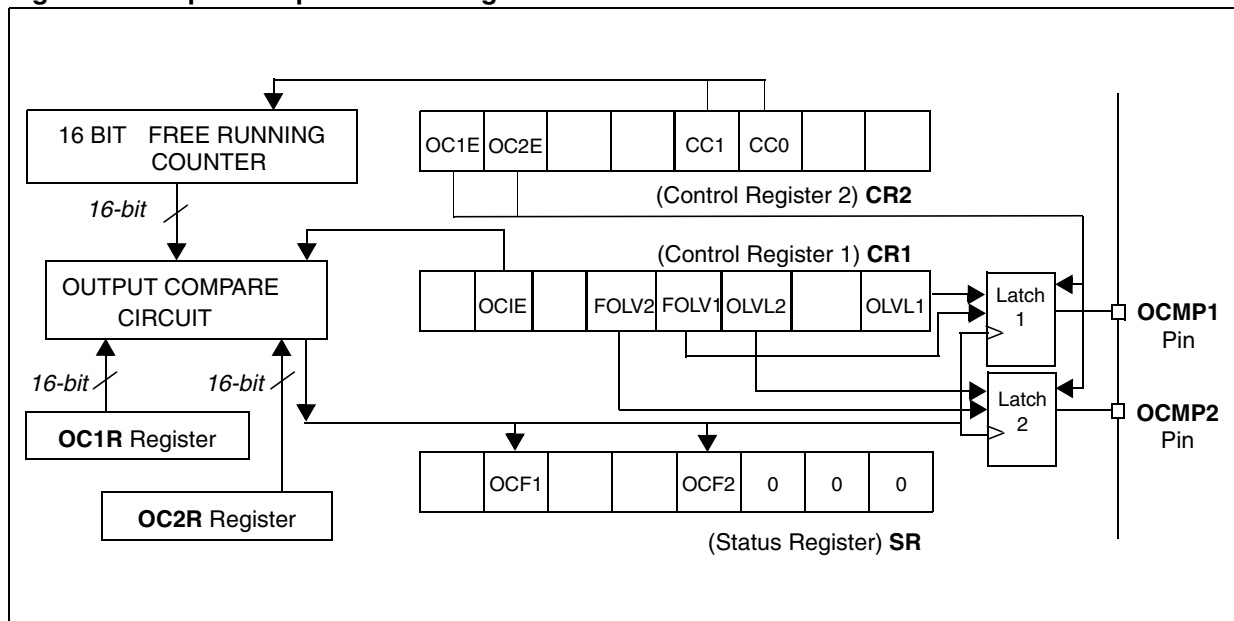 16 BIT FREE RUNNING
COUNTER
OC1E OC2E CC1 CC0
(Control Register 2) CR2
16-bit
(Control Register 1) CR1
OUTPUT COMPARE
CIRCUIT
OCIE FOLV2 FOLV1 OLVL2 OLVL1
Latch
1
OCMP1
Pin
16-bit
16-bit
Latch
2
OCMP2
Pin
OC1R Register
OCF1 OCF2 0 0 0
OC2R Register
(Status Register) SR